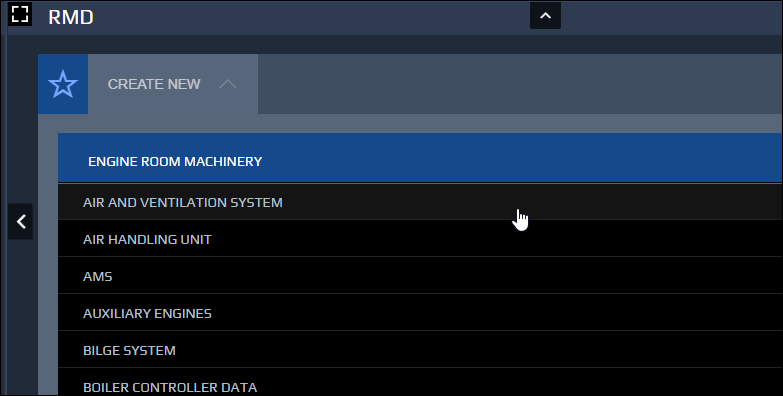 RMD
CREATE NEW
ENGINE ROOM MACHINERY
AIR AND VENTILATION SYSTEM
AIR HANDLING UNIT
AMS
AUXILIARY ENGINES
BILGE SYSTEM
BOILER CONTROLLER DATA